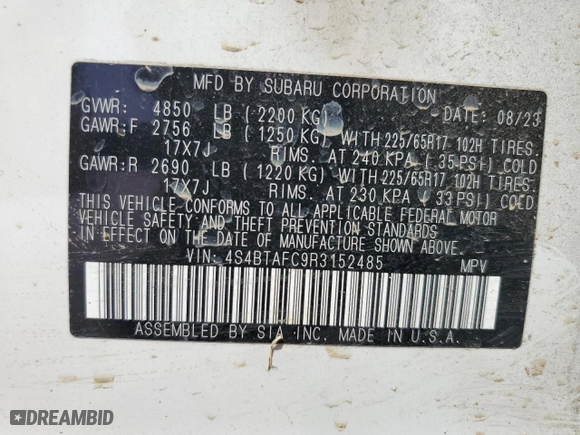 MFD BY SUBARU CORPORATION
GVWR: 4850 LB (2200 KG) DATE: 08/23
GAWR:F 2756 LB (1250 KG) WITH 225/65R17 102H TIRES.
17X7J RIMS. AT 240 KPA (35 PSI) COLD
GAWR:R 2690 LB (1220 KG) WITH 225/65R17 102H TIRES.
17X7J RIMS. AT 230 KPA (33 PSI) COLD
THIS VEHICLE CONFORMS TO ALL APPLICABLE FEDERAL MOTOR
VEHICLE SAFETY AND THEFT PREVENTION STANDARDS
IN EFFECT ON THE DATE OF MANUFACTURE SHOWN ABOVE.
VIN: 4S4BTAFC9R3152485 MPV
ASSEMBLED BY SIA INC. MADE IN U.S.A.
DREAMBID